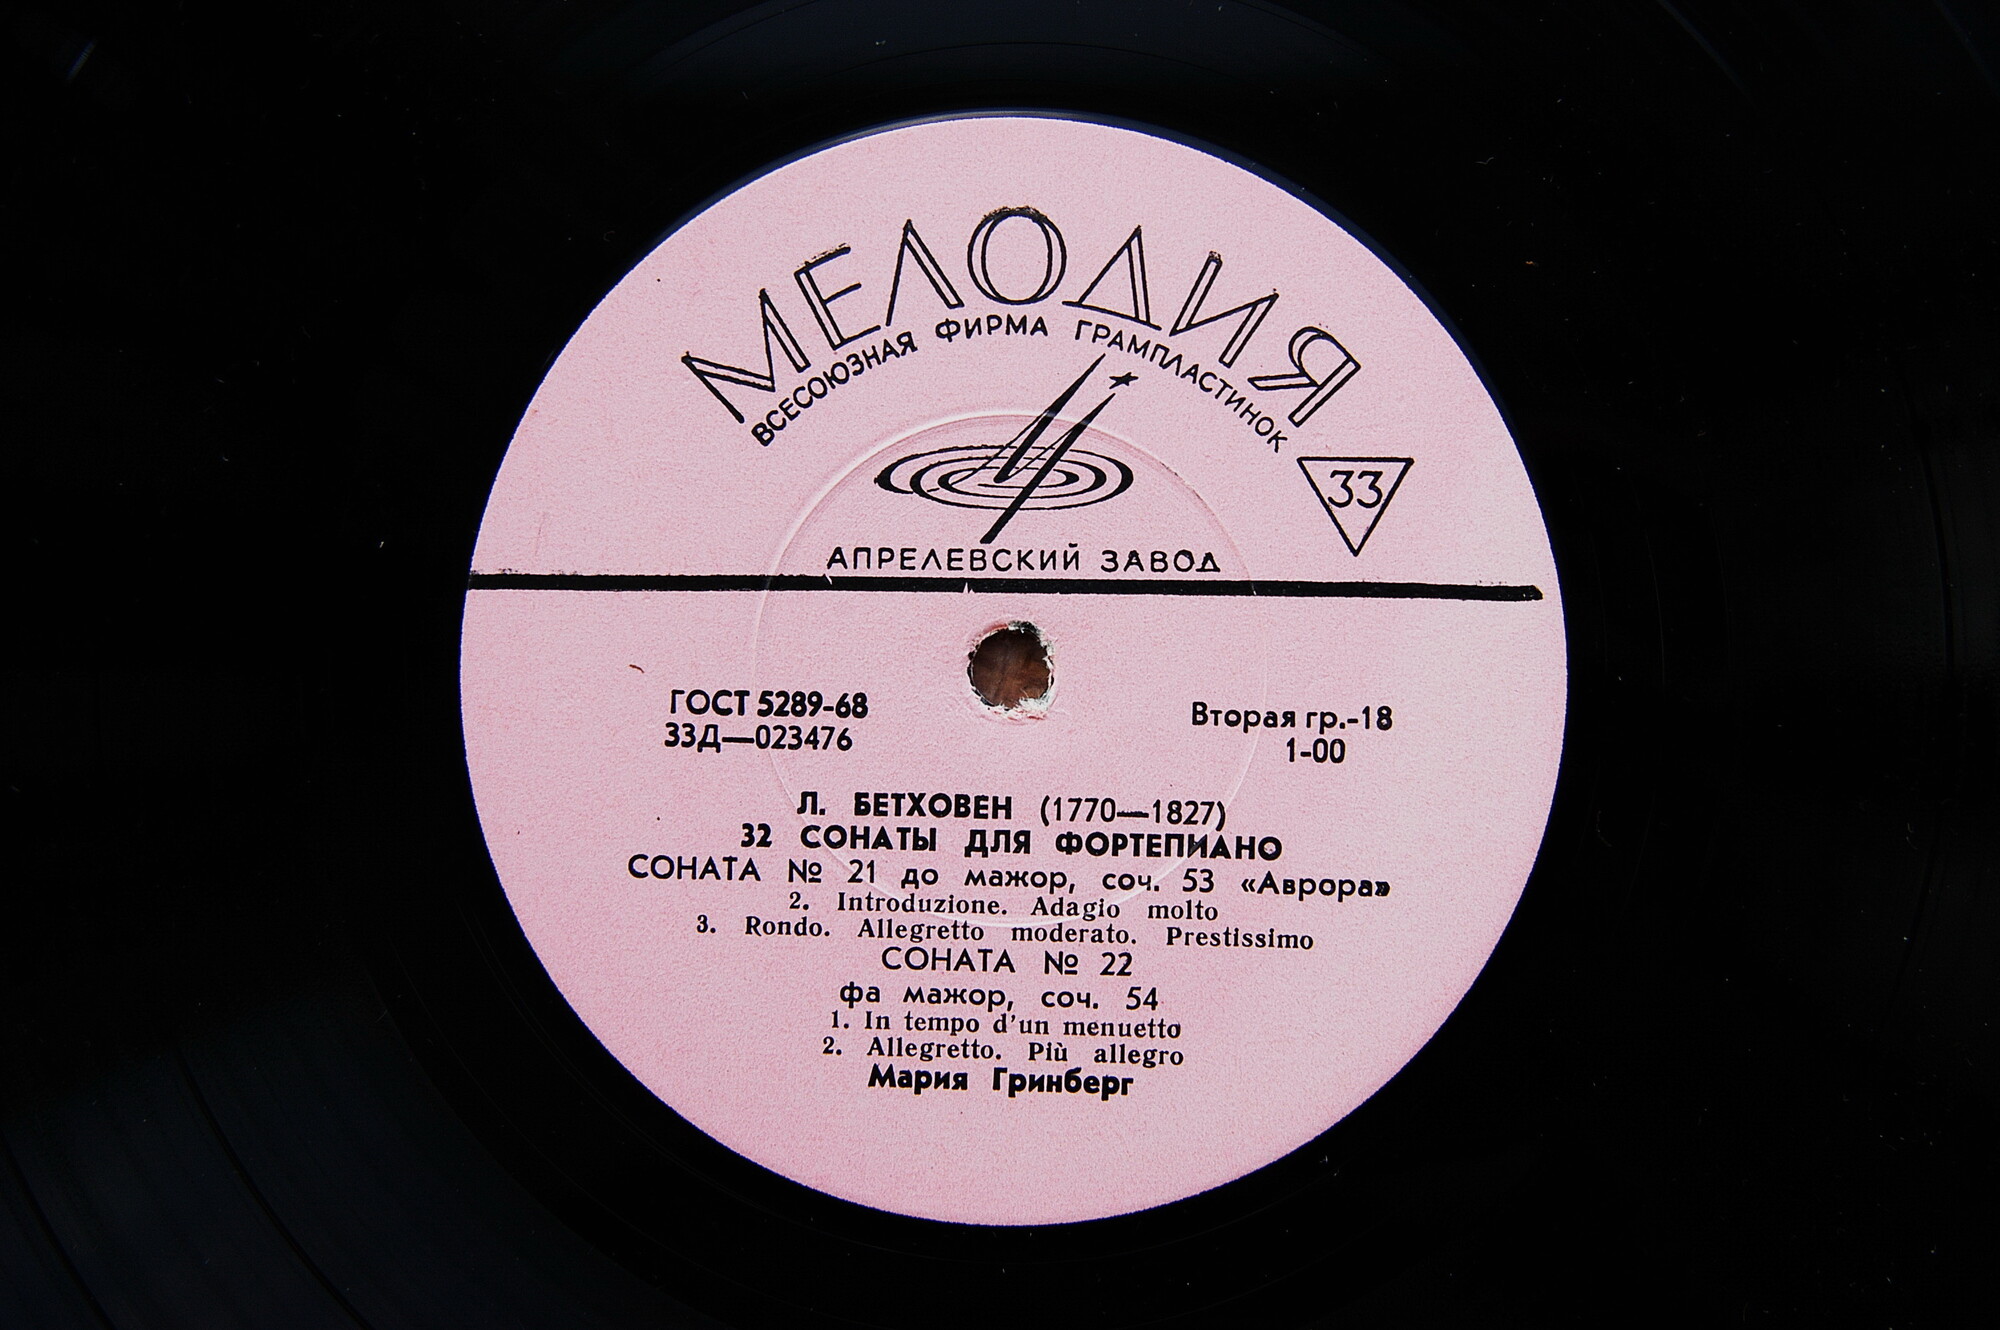 МЕЛОДИЯ
ВСЕСОЮЗНАЯ ФИРМА ГРАМПЛАСТИНОК
33
АПРЕЛЕВСКИЙ ЗАВОД
ГОСТ 5289-68
33Д—023476
Вторая гр.-18
1-00
Л. БЕТХОВЕН (1770—1827)
32 СОНАТЫ ДЛЯ ФОРТЕПИАНО
СОНАТА № 21 до мажор, соч. 53 «Аврора»
2. Introduzione. Adagio molto
3. Rondo. Allegretto moderato. Prestissimo
СОНАТА № 22
фа мажор, соч. 54
1. In tempo d'un menuetto
2. Allegretto. Più allegro
Мария Гринберг